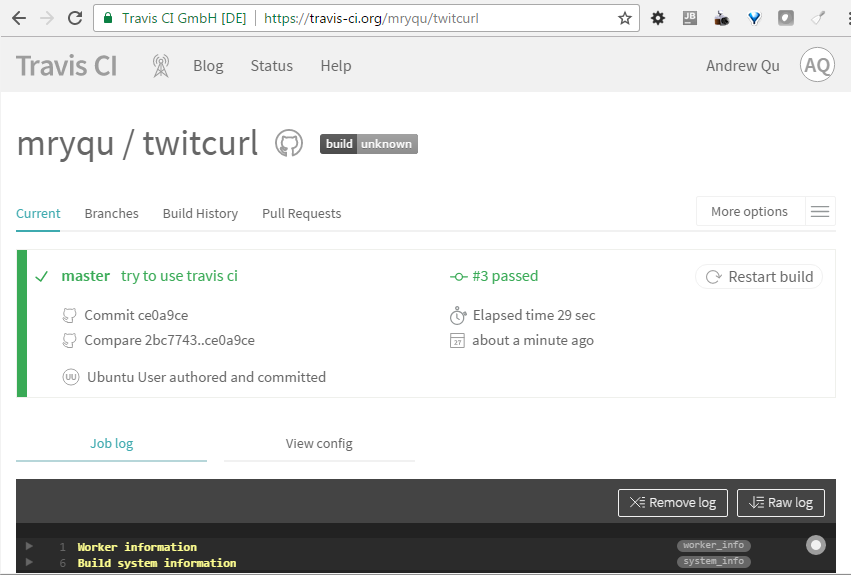 Travis CI GmbH [DE] https://travis-ci.org/mryqu/twitcurl
JB
Travis CI Blog Status Help Andrew Qu AQ
mryqu / twitcurl build unknown
Current Branches Build History Pull Requests More options
master try to use travis ci #3 passed Restart build
Commit ce0a9ce Elapsed time 29 sec
Compare 2bc7743..ce0a9ce 27 about a minute ago
UU Ubuntu User authored and committed
Job log View config
Remove log Raw log
1 Worker information worker_info
6 Build system information system_info